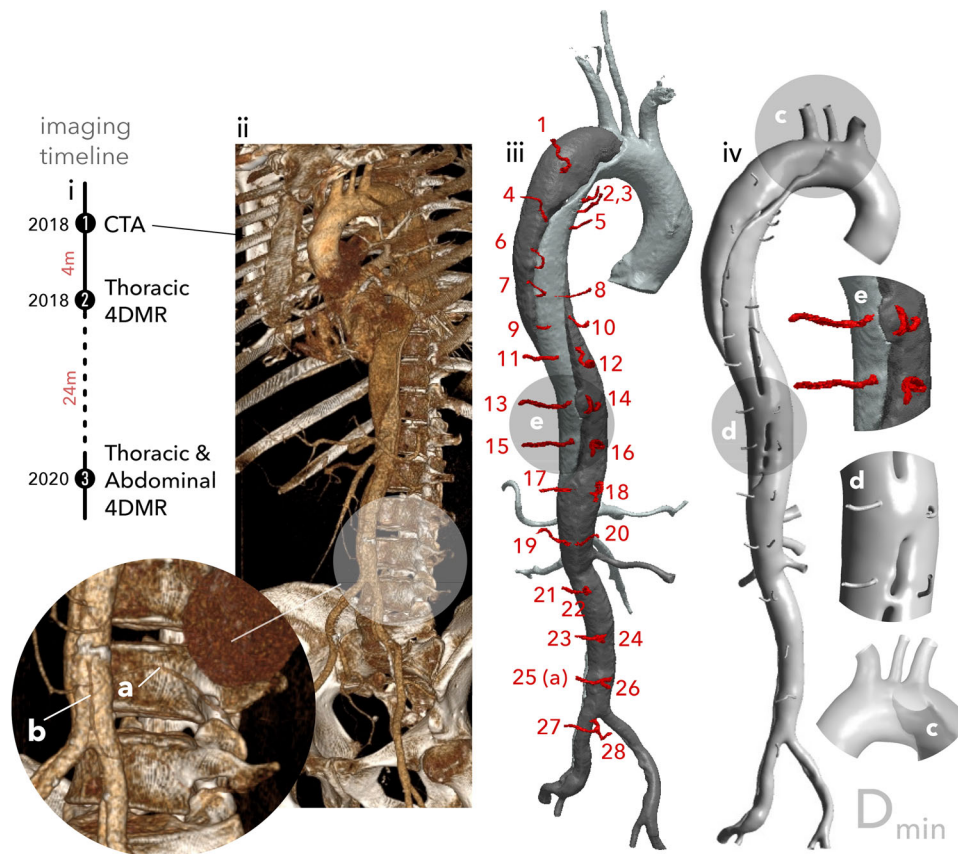 imaging
timeline
i
2018 1 CTA
4m
2018 2 Thoracic
4DMR
24m
2020 3 Thoracic &
Abdominal
4DMR
ii
a
b
iii
1
2,3
4
5
6
7
8
9
10
11
12
13
14
e
15
16
17
18
19
20
21
22
23
24
25 (a)
26
27
28
iv
c
d
e
d
c
Dmin